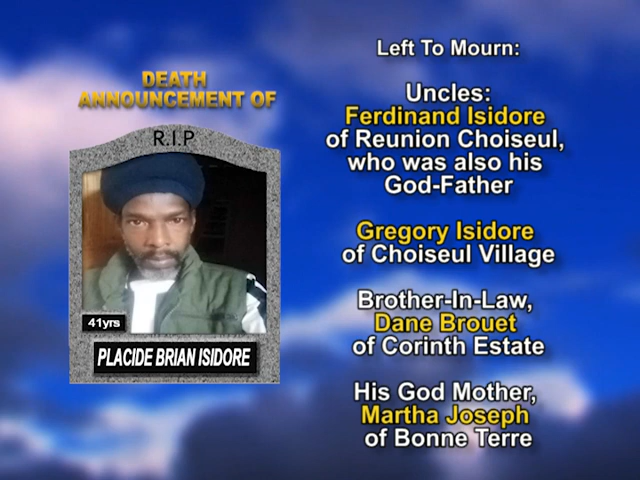 DEATH
ANNOUNCEMENT OF
R.I.P
41yrs
PLACIDE BRIAN ISIDORE
Left To Mourn:
Uncles:
Ferdinand Isidore
of Reunion Choiseul,
who was also his
God-Father
Gregory Isidore
of Choiseul Village
Brother-In-Law,
Dane Brouet
of Corinth Estate
His God Mother,
Martha Joseph
of Bonne Terre